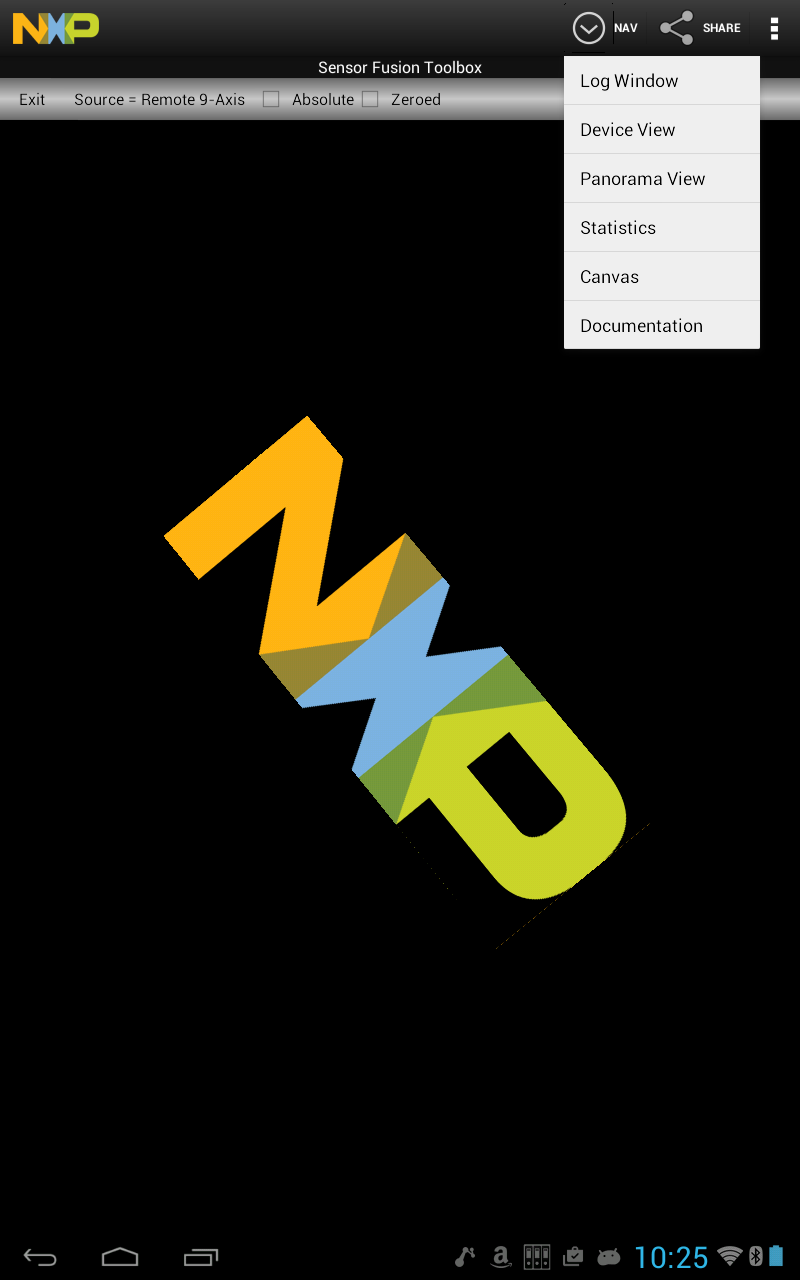 NXP
NAV
SHARE
Sensor Fusion Toolbox
Exit Source = Remote 9-Axis Absolute Zeroed
Log Window
Device View
Panorama View
Statistics
Canvas
Documentation
NXP
10:25